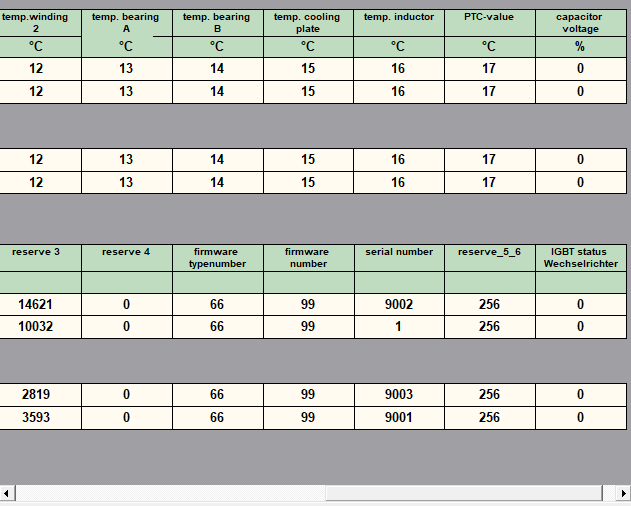 temp.winding 2 temp. bearing A temp. bearing B temp. cooling plate temp. inductor PTC-value capacitor voltage
°C °C °C °C °C °C %
12 13 14 15 16 17 0
12 13 14 15 16 17 0
12 13 14 15 16 17 0
12 13 14 15 16 17 0
reserve 3 reserve 4 firmware typenumber firmware number serial number reserve_5_6 IGBT status Wechselrichter
14621 0 66 99 9002 256 0
10032 0 66 99 1 256 0
2819 0 66 99 9003 256 0
3593 0 66 99 9001 256 0